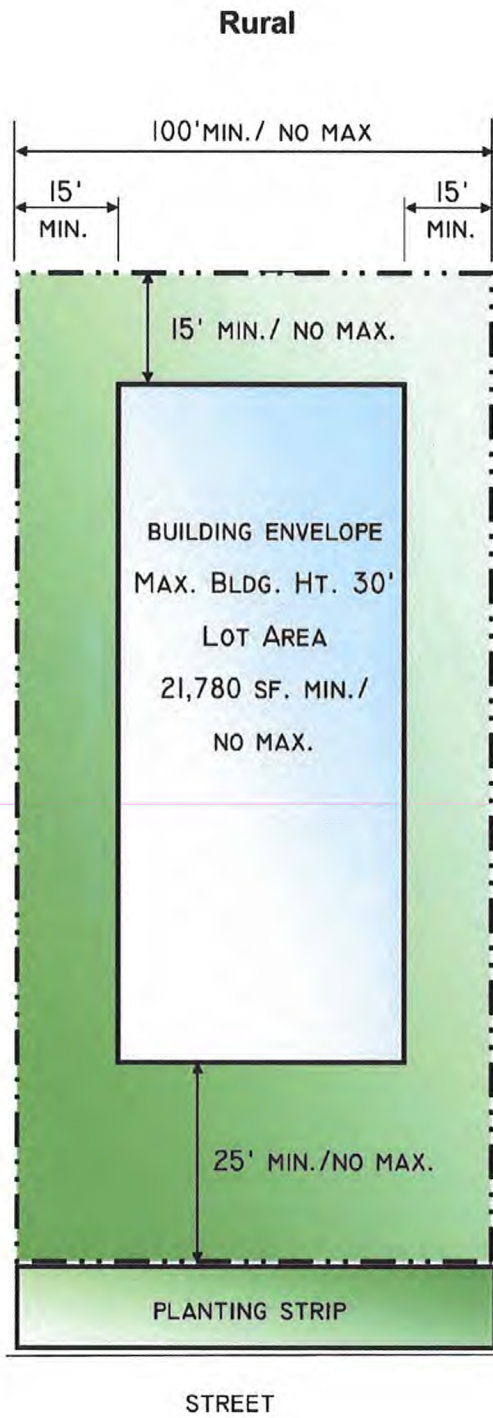 Rural
100'MIN./ NO MAX
15' 15'
MIN. MIN.
15' MIN./ NO MAX.
BUILDING ENVELOPE
MAX. BLDG. HT. 30'
LOT AREA
21,780 SF. MIN./
NO MAX.
25' MIN./NO MAX.
PLANTING STRIP
STREET